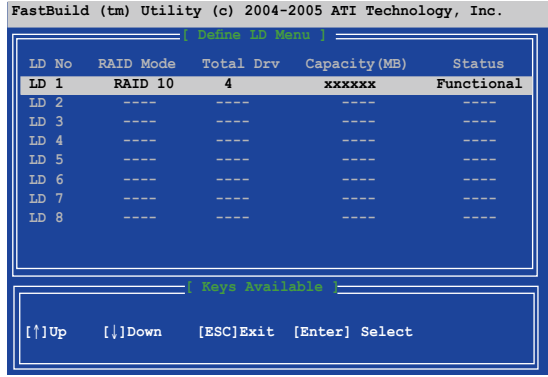 FastBuild (tm) Utility (c) 2004-2005 ATI Technology, Inc.
[ Define LD Menu ]
LD No RAID Mode Total Drv Capacity(MB) Status
LD 1 RAID 10 4 xxxxxx Functional
LD 2 ---- ---- ---- ----
LD 3 ---- ---- ---- ----
LD 4 ---- ---- ---- ----
LD 5 ---- ---- ---- ----
LD 6 ---- ---- ---- ----
LD 7 ---- ---- ---- ----
LD 8 ---- ---- ---- ----
[ Keys Available ]
[↑]Up [↓]Down [ESC]Exit [Enter] Select